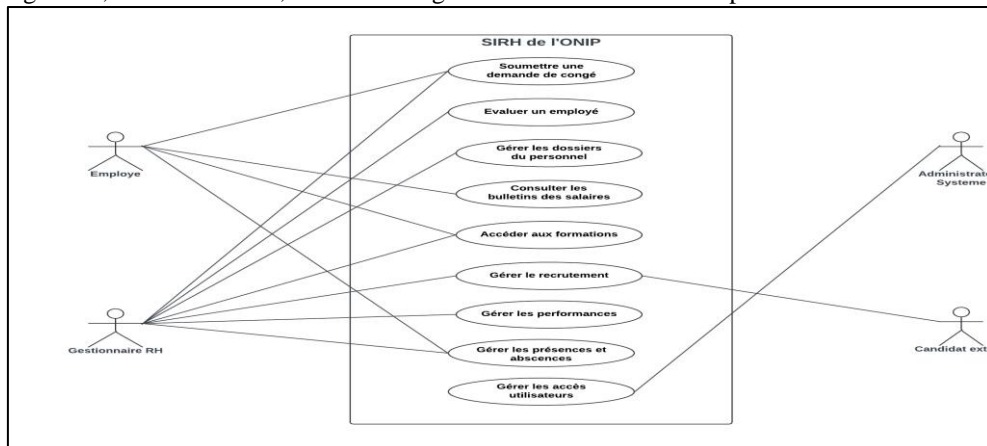 SIRH de l'ONIP
Soumettre une
demande de congé
Evaluer un employé
Gérer les dossiers
du personnel
Employe
Consulter les
bulletins des salaires
Accéder aux formations
Gérer le recrutement
Gérer les performances
Gestionnaire RH
Gérer les présences et
abscences
Gérer les accès
utilisateurs
Administrate
Systeme
Candidat ext